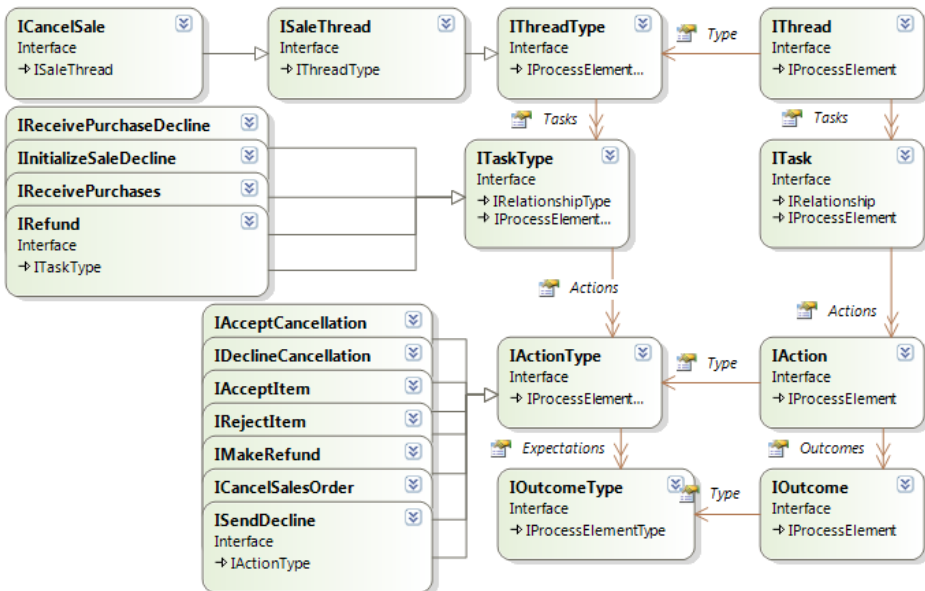 ICancelSale
Interface
→ ISaleThread
ISaleThread
Interface
→ IThreadType
IThreadType
Interface
→ IProcessElement...
Type
IThread
Interface
→ IProcessElement
Tasks
Tasks
IReceivePurchaseDecline
IInitializeSaleDecline
IReceivePurchases
IRefund
Interface
→ ITaskType
ITaskType
Interface
→ IRelationshipType
→ IProcessElement...
ITask
Interface
→ IRelationship
→ IProcessElement
Actions
Actions
IAcceptCancellation
IDeclineCancellation
IAcceptItem
IRejectItem
IMakeRefund
ICancelSalesOrder
ISendDecline
Interface
→ IActionType
IActionType
Interface
→ IProcessElement...
Type
IAction
Interface
→ IProcessElement
Expectations
Outcomes
IOutcomeType
Interface
→ IProcessElementType
Type
IOutcome
Interface
→ IProcessElement